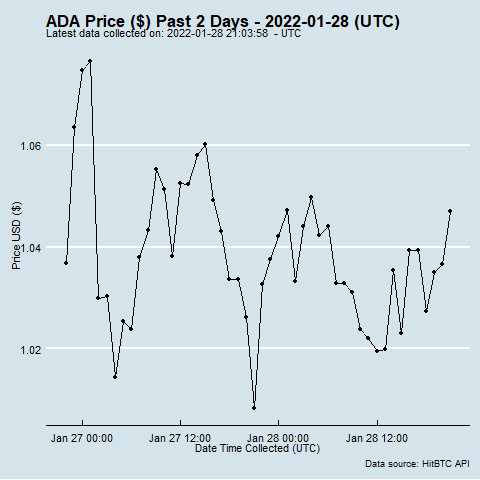 ADA Price ($) Past 2 Days - 2022-01-28 (UTC)
Latest data collected on: 2022-01-28 21:03:58 - UTC
1.06
1.04
1.02
Price USD ($)
Jan 27 00:00 Jan 27 12:00 Jan 28 00:00 Jan 28 12:00
Date Time Collected (UTC)
Data source: HitBTC API